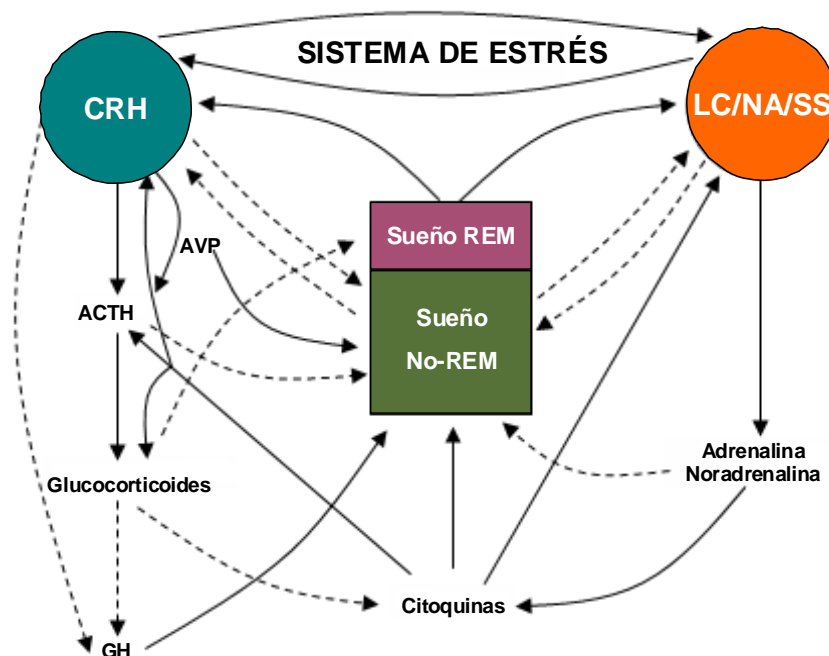 SISTEMA DE ESTRÉS
CRH
LC/NA/SS
Sueño REM
AVP
Sueño
No-REM
ACTH
Adrenalina
Noradrenalina
Glucocorticoides
Citoquinas
GH